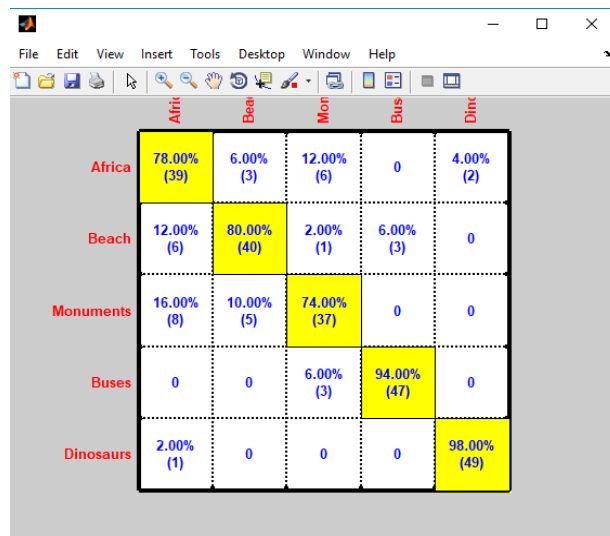 File Edit View Insert Tools Desktop Window Help
Afri Bea Mon Bus Dino
Africa 78.00% 6.00% 12.00% 0 4.00%
(39) (3) (6) (2)
Beach 12.00% 80.00% 2.00% 6.00% 0
(6) (40) (1) (3)
Monuments 16.00% 10.00% 74.00% 0 0
(8) (5) (37)
Buses 0 0 6.00% 94.00% 0
(3) (47)
Dinosaurs 2.00% 0 0 0 98.00%
(1) (49)